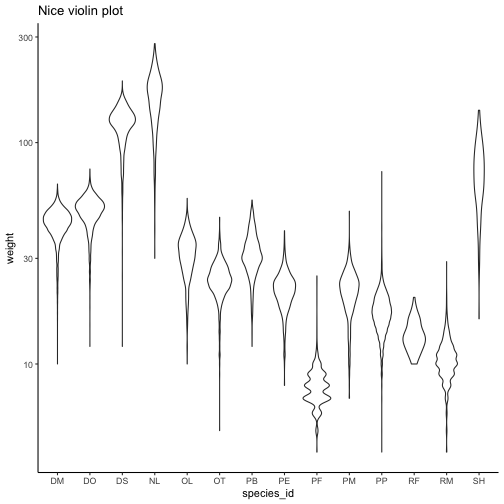 Nice violin plot
300
100
30
10
weight
DM DO DS NL OL OT PB PE PF PM PP RF RM SH
species_id